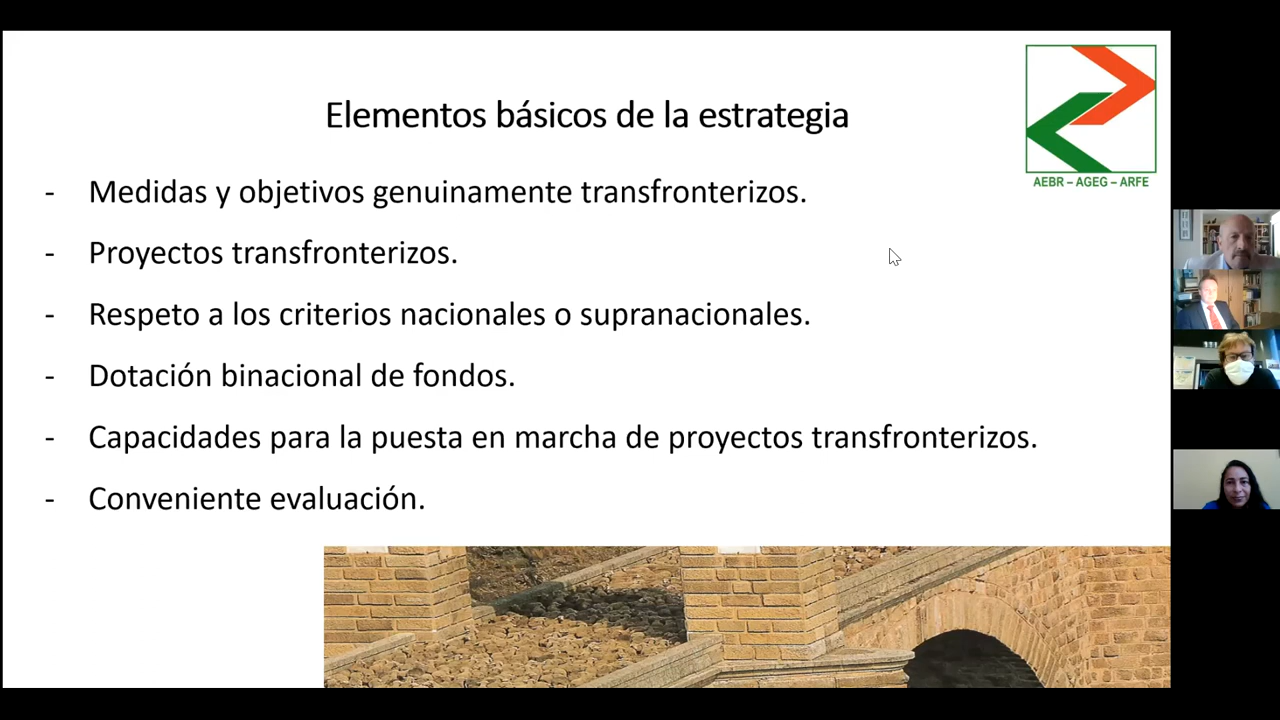 Elementos básicos de la estrategia
AEBR – AGEG – ARFE
- Medidas y objetivos genuinamente transfronterizos.
- Proyectos transfronterizos.
- Respeto a los criterios nacionales o supranacionales.
- Dotación binacional de fondos.
- Capacidades para la puesta en marcha de proyectos transfronterizos.
- Conveniente evaluación.